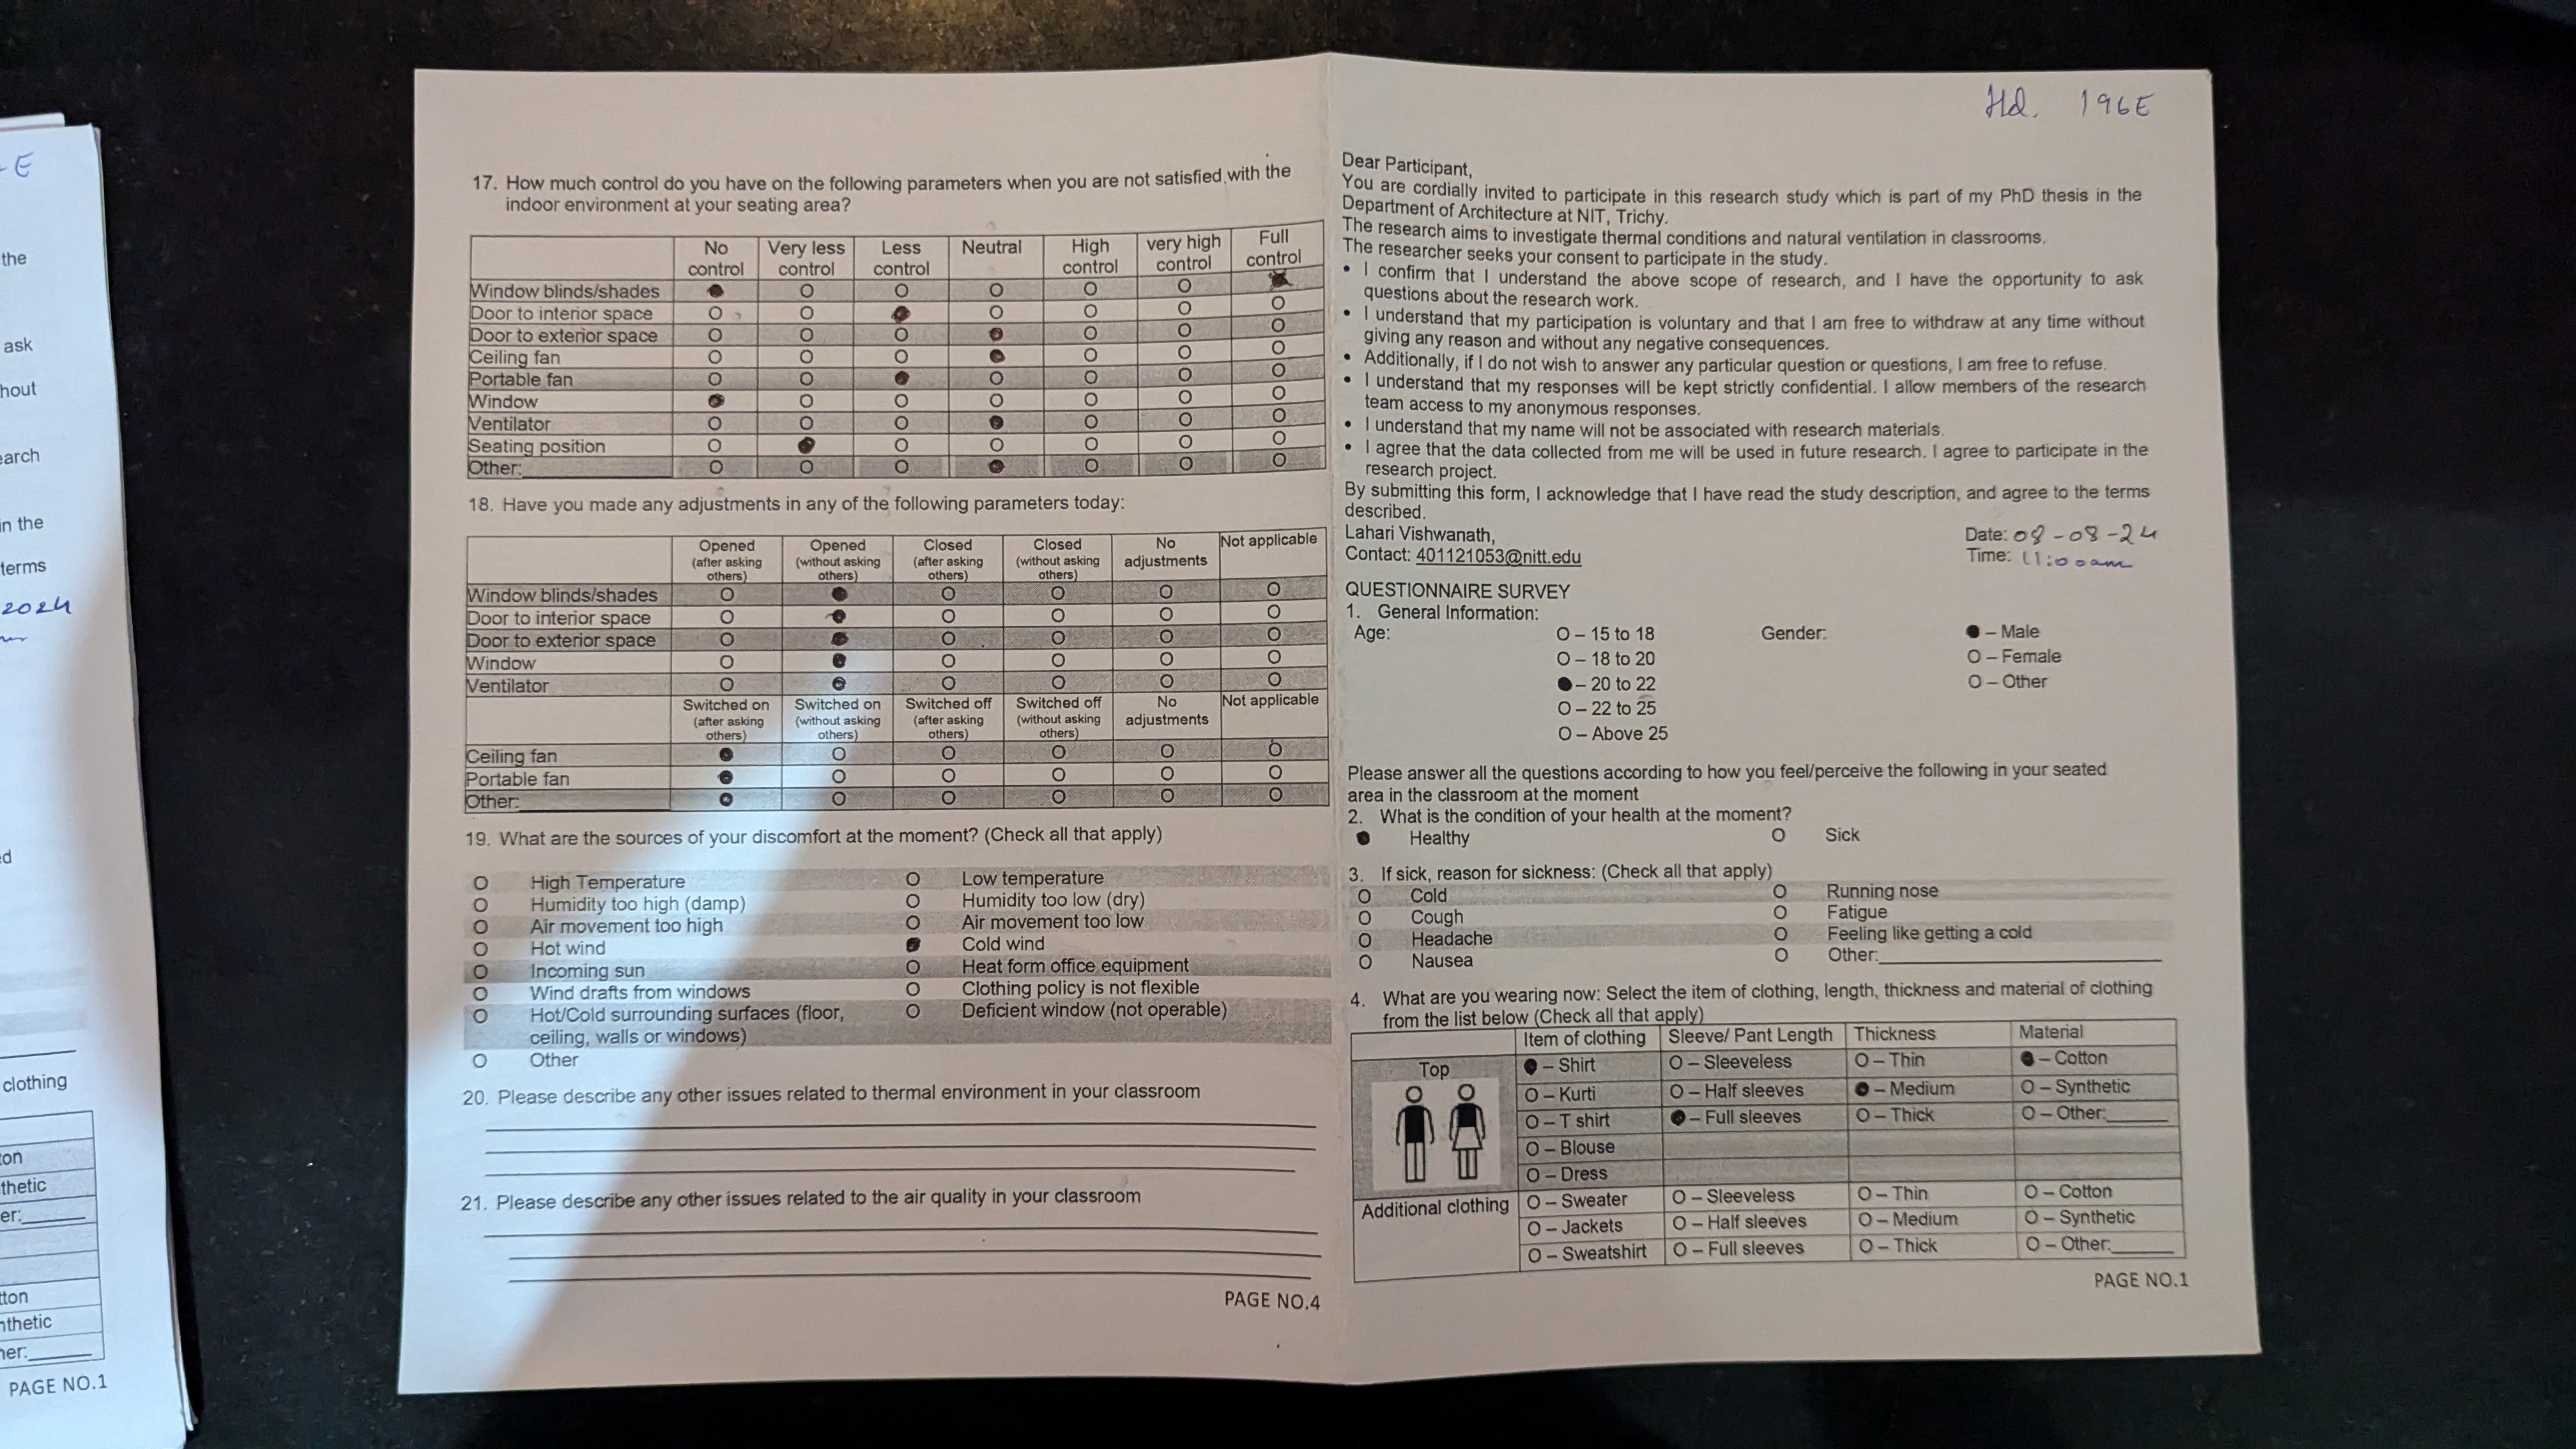 E
the
ask
hout
earch
in the
terms
2024
ed
clothing
ton
thetic
er:
tton
nthetic
her:
PAGE NO.1
17. How much control do you have on the following parameters when you are not satisfied with the
indoor environment at your seating area?
No control Very less control Less control Neutral High control very high control Full control
Window blinds/shades ● O O O O O
Door to interior space O O ● O O O O
Door to exterior space O O O ● O O O
Ceiling fan O O O ● O O O
Portable fan O O ● O O O O
Window ● O O O O O O
Ventilator O O O ● O O O
Seating position O ● O O O O O
Other: O O O ● O O O
18. Have you made any adjustments in any of the following parameters today:
Opened (after asking others) Opened (without asking others) Closed (after asking others) Closed (without asking others) No adjustments Not applicable
Window blinds/shades O ● O O O O
Door to interior space O ● O O O O
Door to exterior space O ● O O O O
Window O ● O O O O
Ventilator O ● O O O O
Switched on (after asking others) Switched on (without asking others) Switched off (after asking others) Switched off (without asking others) No adjustments Not applicable
Ceiling fan ● O O O O O
Portable fan ● O O O O O
Other: ● O O O O O
19. What are the sources of your discomfort at the moment? (Check all that apply)
O High Temperature O Low temperature
O Humidity too high (damp) O Humidity too low (dry)
O Air movement too high O Air movement too low
O Hot wind ● Cold wind
O Incoming sun O Heat form office equipment
O Wind drafts from windows O Clothing policy is not flexible
O Hot/Cold surrounding surfaces (floor, O Deficient window (not operable)
ceiling, walls or windows)
O Other
20. Please describe any other issues related to thermal environment in your classroom
21. Please describe any other issues related to the air quality in your classroom
PAGE NO.4
Hd. 196E
Dear Participant,
You are cordially invited to participate in this research study which is part of my PhD thesis in the
Department of Architecture at NIT, Trichy.
The research aims to investigate thermal conditions and natural ventilation in classrooms.
The researcher seeks your consent to participate in the study.
• I confirm that I understand the above scope of research, and I have the opportunity to ask
questions about the research work.
• I understand that my participation is voluntary and that I am free to withdraw at any time without
giving any reason and without any negative consequences.
• Additionally, if I do not wish to answer any particular question or questions, I am free to refuse.
• I understand that my responses will be kept strictly confidential. I allow members of the research
team access to my anonymous responses.
• I understand that my name will not be associated with research materials.
• I agree that the data collected from me will be used in future research. I agree to participate in the
research project.
By submitting this form, I acknowledge that I have read the study description, and agree to the terms
described.
Lahari Vishwanath, Date: 08-08-24
Contact: 401121053@nitt.edu Time: 11:00am
QUESTIONNAIRE SURVEY
1. General Information:
Age: O – 15 to 18 Gender: ● – Male
O – 18 to 20 O – Female
● – 20 to 22 O – Other
O – 22 to 25
O – Above 25
Please answer all the questions according to how you feel/perceive the following in your seated
area in the classroom at the moment
2. What is the condition of your health at the moment?
● Healthy O Sick
3. If sick, reason for sickness: (Check all that apply)
O Cold O Running nose
O Cough O Fatigue
O Headache O Feeling like getting a cold
O Nausea O Other:
4. What are you wearing now: Select the item of clothing, length, thickness and material of clothing
from the list below (Check all that apply)
Item of clothing Sleeve/ Pant Length Thickness Material
Top ● – Shirt O – Sleeveless O – Thin ● – Cotton
O – Kurti O – Half sleeves ● – Medium O – Synthetic
O – T shirt ● – Full sleeves O – Thick O – Other:
O – Blouse
O – Dress
Additional clothing O – Sweater O – Sleeveless O – Thin O – Cotton
O – Jackets O – Half sleeves O – Medium O – Synthetic
O – Sweatshirt O – Full sleeves O – Thick O – Other:
PAGE NO.1